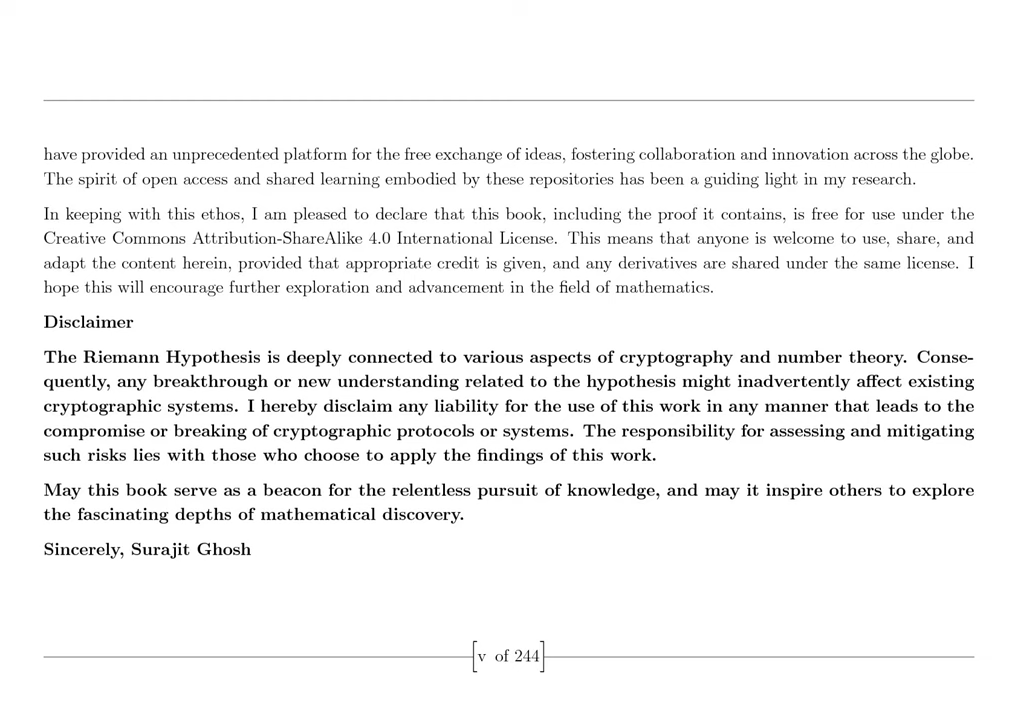 have provided an unprecedented platform for the free exchange of ideas, fostering collaboration and innovation across the globe.
The spirit of open access and shared learning embodied by these repositories has been a guiding light in my research.
In keeping with this ethos, I am pleased to declare that this book, including the proof it contains, is free for use under the
Creative Commons Attribution-ShareAlike 4.0 International License. This means that anyone is welcome to use, share, and
adapt the content herein, provided that appropriate credit is given, and any derivatives are shared under the same license. I
hope this will encourage further exploration and advancement in the field of mathematics.
Disclaimer
The Riemann Hypothesis is deeply connected to various aspects of cryptography and number theory. Conse-
quently, any breakthrough or new understanding related to the hypothesis might inadvertently affect existing
cryptographic systems. I hereby disclaim any liability for the use of this work in any manner that leads to the
compromise or breaking of cryptographic protocols or systems. The responsibility for assessing and mitigating
such risks lies with those who choose to apply the findings of this work.
May this book serve as a beacon for the relentless pursuit of knowledge, and may it inspire others to explore
the fascinating depths of mathematical discovery.
Sincerely, Surajit Ghosh
[v of 244]